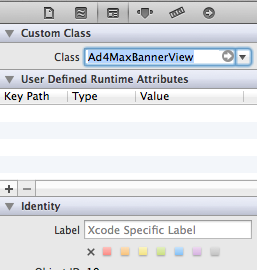 Custom Class
Class Ad4MaxBannerView
User Defined Runtime Attributes
Key Path Type Value
Identity
Label Xcode Specific Label